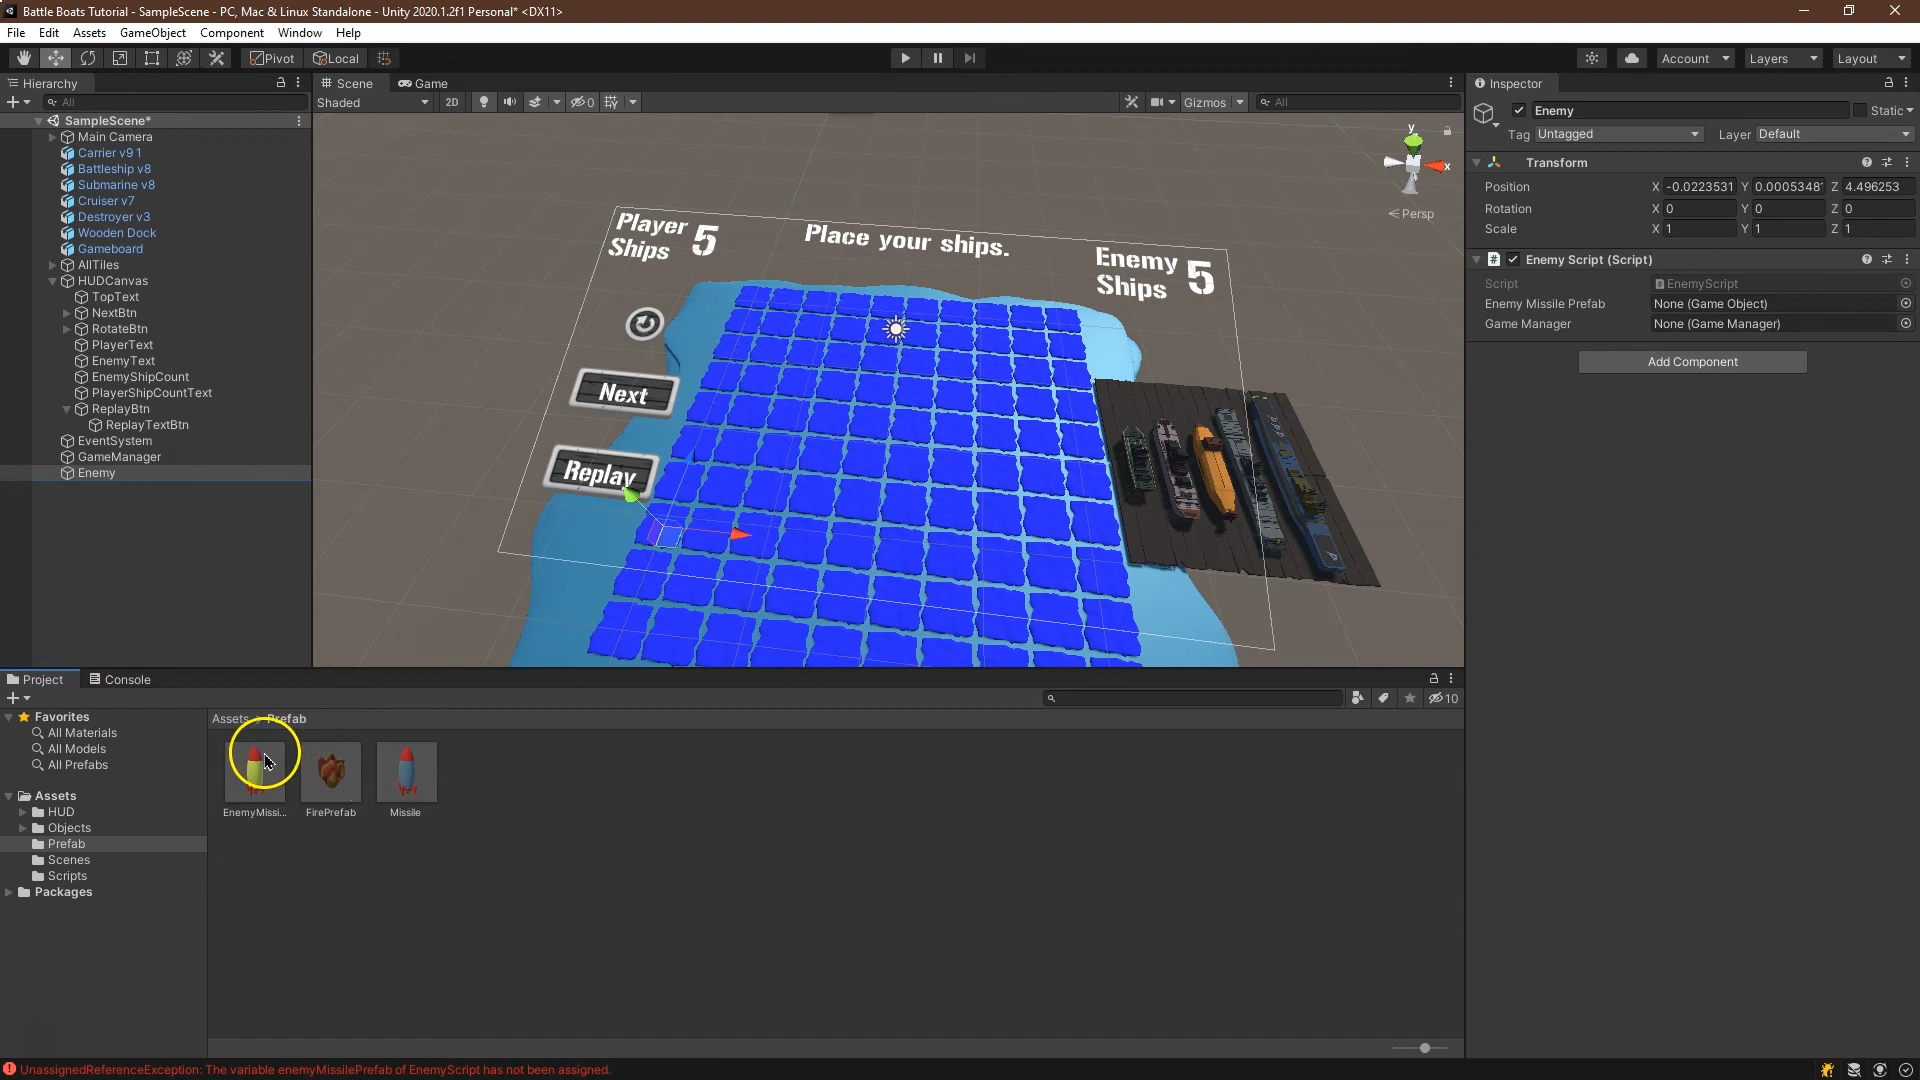 Battle Boats Tutorial - SampleScene - PC, Mac & Linux Standalone - Unity 2020.1.2f1 Personal* <DX11>
File Edit Assets GameObject Component Window Help
Pivot Local Account Layers Layout
Hierarchy
All
SampleScene*
Main Camera
Carrier v9 1
Battleship v8
Submarine v8
Cruiser v7
Destroyer v3
Wooden Dock
Gameboard
AllTiles
HUDCanvas
TopText
NextBtn
RotateBtn
PlayerText
EnemyText
EnemyShipCount
PlayerShipCountText
ReplayBtn
ReplayTextBtn
EventSystem
GameManager
Enemy
Scene Game
Shaded 2D 0 Gizmos All
y
x
Persp
Player Ships 5
Place your ships.
Enemy Ships 5
Next
Replay
Inspector
Enemy Static
Tag Untagged Layer Default
Transform
Position X -0.0223531 Y 0.0005348 Z 4.496253
Rotation X 0 Y 0 Z 0
Scale X 1 Y 1 Z 1
# Enemy Script (Script)
Script EnemyScript
Enemy Missile Prefab None (Game Object)
Game Manager None (Game Manager)
Add Component
Project Console
10
Favorites
All Materials
All Models
All Prefabs
Assets
HUD
Objects
Prefab
Scenes
Scripts
Packages
Assets > Prefab
EnemyMissi...
FirePrefab
Missile
UnassignedReferenceException: The variable enemyMissilePrefab of EnemyScript has not been assigned.